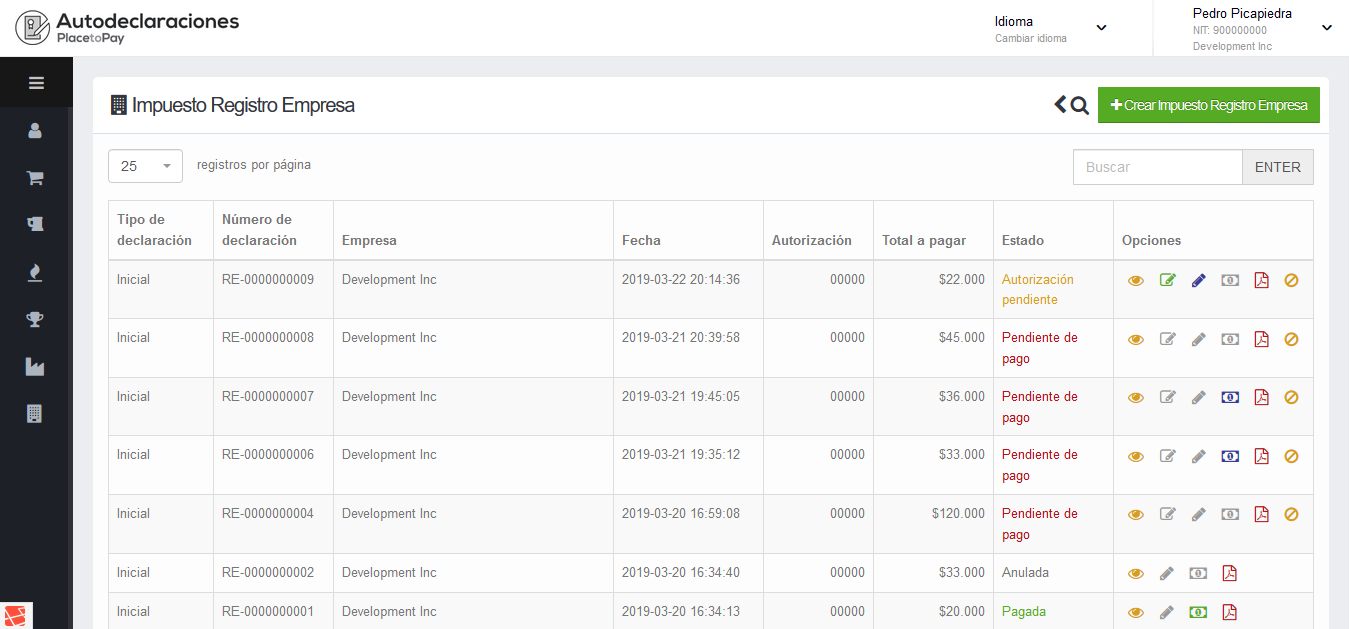 Autodeclaraciones
PlacetoPay
Idioma
Cambiar idioma
Pedro Picapiedra
NIT: 900000000
Development Inc
Impuesto Registro Empresa
Crear Impuesto Registro Empresa
25 registros por página
Buscar ENTER
Tipo de declaración Número de declaración Empresa Fecha Autorización Total a pagar Estado Opciones
Inicial RE-0000000009 Development Inc 2019-03-22 20:14:36 00000 $22.000 Autorización pendiente
Inicial RE-0000000008 Development Inc 2019-03-21 20:39:58 00000 $45.000 Pendiente de pago
Inicial RE-0000000007 Development Inc 2019-03-21 19:45:05 00000 $36.000 Pendiente de pago
Inicial RE-0000000006 Development Inc 2019-03-21 19:35:12 00000 $33.000 Pendiente de pago
Inicial RE-0000000004 Development Inc 2019-03-20 16:59:08 00000 $120.000 Pendiente de pago
Inicial RE-0000000002 Development Inc 2019-03-20 16:34:40 00000 $33.000 Anulada
Inicial RE-0000000001 Development Inc 2019-03-20 16:34:13 00000 $20.000 Pagada